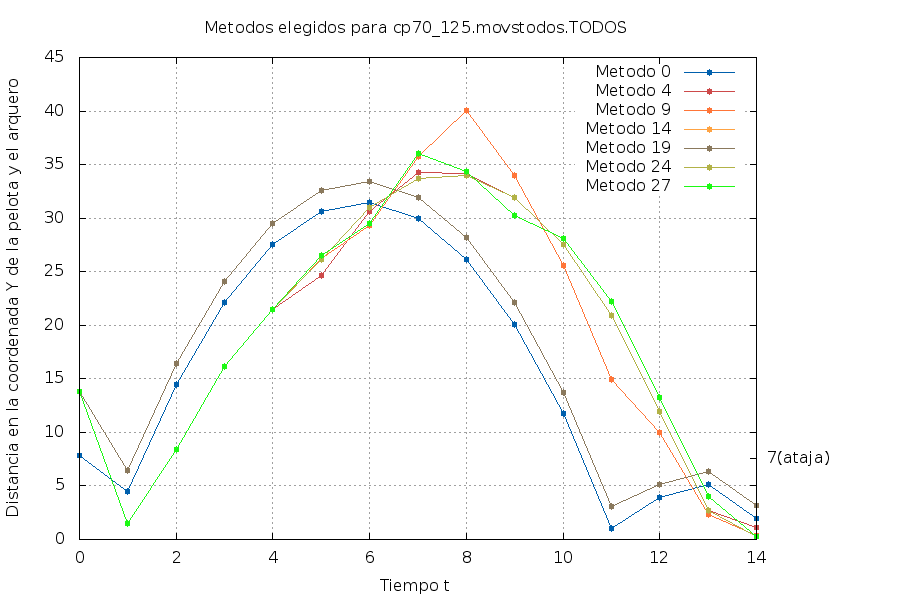 Metodos elegidos para cp70_125.movstodos.TODOS
Distancia en la coordenada Y de la pelota y el arquero
45
40
35
30
25
20
15
10
5
0
Metodo 0
Metodo 4
Metodo 9
Metodo 14
Metodo 19
Metodo 24
Metodo 27
7(ataja)
0 2 4 6 8 10 12 14
Tiempo t